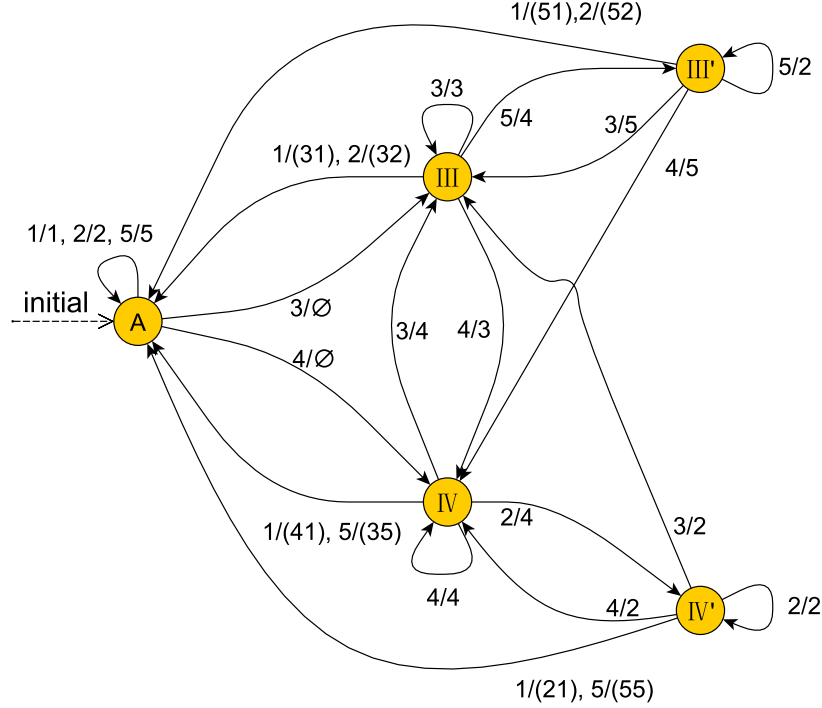 1/(51),2/(52)
III'
5/2
3/3
5/4
3/5
1/(31), 2/(32)
III
4/5
1/1, 2/2, 5/5
initial
A
3/∅
3/4
4/3
4/∅
IV
2/4
1/(41), 5/(35)
3/2
4/4
4/2
IV'
2/2
1/(21), 5/(55)